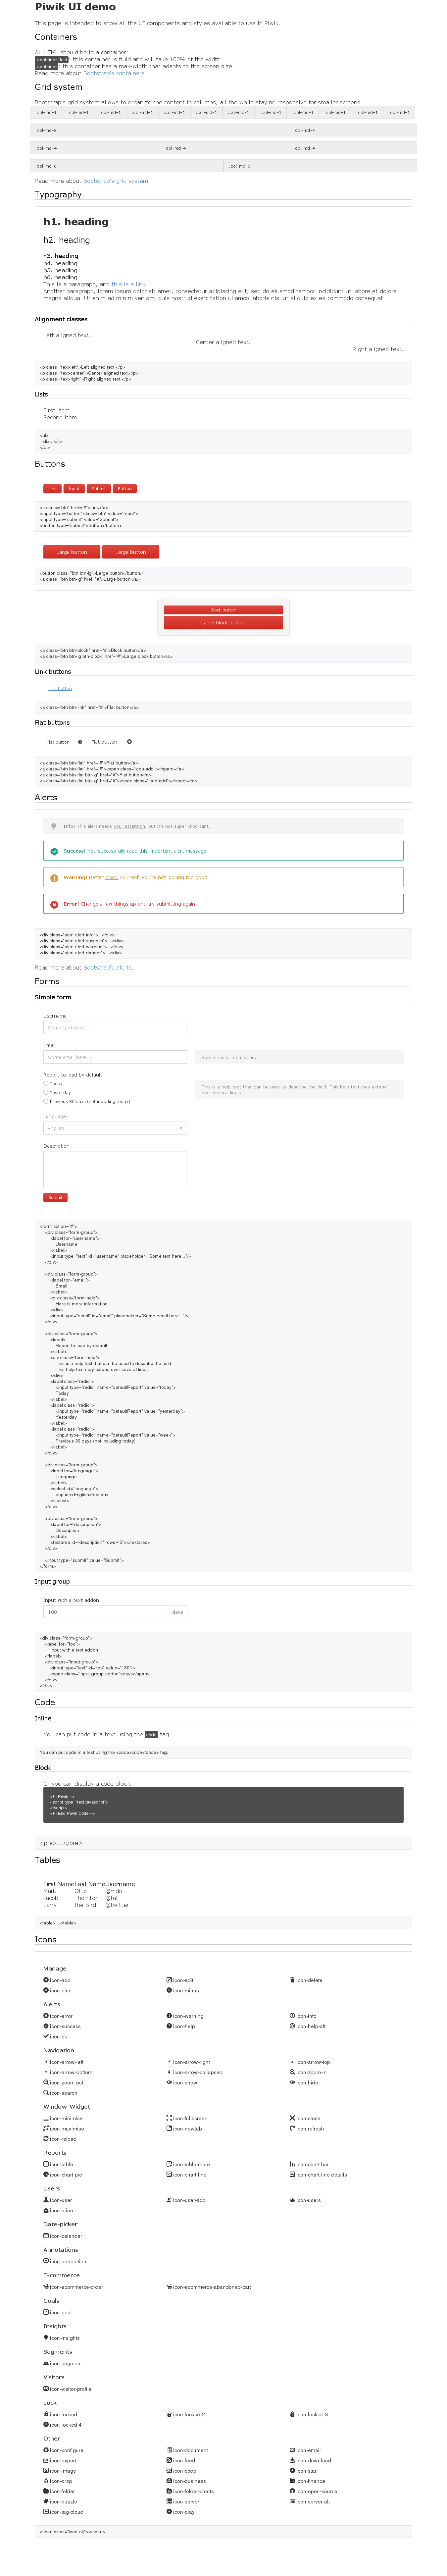 Piwik UI demo
This page is intended to show all the UI components and styles available to use in Piwik.
Containers
All HTML should be in a container:
container-fluid this container is fluid and will take 100% of the width
container this container has a max-width that adapts to the screen size
Read more about Bootstrap's containers.
Grid system
Bootstrap's grid system allows to organize the content in columns, all the while staying responsive for smaller screens.
.col-md-1 .col-md-1 .col-md-1 .col-md-1 .col-md-1 .col-md-1 .col-md-1 .col-md-1 .col-md-1 .col-md-1 .col-md-1 .col-md-1
.col-md-8 .col-md-4
.col-md-4 .col-md-4 .col-md-4
.col-md-6 .col-md-6
Read more about Bootstrap's grid system.
Typography
h1. heading
h2. heading
h3. heading
h4. heading
h5. heading
h6. heading
This is a paragraph, and this is a link.
Another paragraph, lorem ipsum dolor sit amet, consectetur adipiscing elit, sed do eiusmod tempor incididunt ut labore et dolore
magna aliqua. Ut enim ad minim veniam, quis nostrud exercitation ullamco laboris nisi ut aliquip ex ea commodo consequat.
Alignment classes
Left aligned text.
Center aligned text.
Right aligned text.
<p class="text-left">Left aligned text.</p>
<p class="text-center">Center aligned text.</p>
<p class="text-right">Right aligned text.</p>
Lists
First item
Second item
<ul>
<li>...</li>
</ul>
Buttons
Link Input Submit Button
<a class="btn" href="#">Link</a>
<input type="button" class="btn" value="Input">
<input type="submit" value="Submit">
<button type="submit">Button</button>
Large button Large button
<button class="btn btn-lg">Large button</button>
<a class="btn btn-lg" href="#">Large button</a>
Block button
Large block button
<a class="btn btn-block" href="#">Block button</a>
<a class="btn btn-lg btn-block" href="#">Large block button</a>
Link buttons
Link button
<a class="btn btn-link" href="#">Flat button</a>
Flat buttons
Flat button Flat button
<a class="btn btn-flat" href="#">Flat button</a>
<a class="btn btn-flat" href="#"><span class="icon-add"></span></a>
<a class="btn btn-flat btn-lg" href="#">Flat button</a>
<a class="btn btn-flat btn-lg" href="#"><span class="icon-add"></span></a>
Alerts
Info! This alert needs your attention, but it's not super important.
Success! You successfully read this important alert message.
Warning! Better check yourself, you're not looking too good.
Error! Change a few things up and try submitting again.
<div class="alert alert-info">...</div>
<div class="alert alert-success">...</div>
<div class="alert alert-warning">...</div>
<div class="alert alert-danger">...</div>
Read more about Bootstrap's alerts.
Forms
Simple form
Username
Some text here...
Email
Some email here...
Here is more information.
Report to load by default
Today
Yesterday
Previous 30 days (not including today)
This is a help text that can be used to describe the field. This help text may extend
over several lines.
Language
English
Description
Submit
<form action="#">
<div class="form-group">
<label for="username">
Username
</label>
<input type="text" id="username" placeholder="Some text here..."/>
</div>
<div class="form-group">
<label for="email">
Email
</label>
<div class="form-help">
Here is more information.
</div>
<input type="email" id="email" placeholder="Some email here..."/>
</div>
<div class="form-group">
<label>
Report to load by default
</label>
<div class="form-help">
This is a help text that can be used to describe the field.
This help text may extend over several lines.
</div>
<label class="radio">
<input type="radio" name="defaultReport" value="today">
Today
</label>
<label class="radio">
<input type="radio" name="defaultReport" value="yesterday">
Yesterday
</label>
<label class="radio">
<input type="radio" name="defaultReport" value="week">
Previous 30 days (not including today)
</label>
</div>
<div class="form-group">
<label for="language">
Language
</label>
<select id="language">
<option>English</option>
</select>
</div>
<div class="form-group">
<label for="description">
Description
</label>
<textarea id="description" rows="5"></textarea>
</div>
<input type="submit" value="Submit">
</form>
Input group
Input with a text addon
180 days
<div class="form-group">
<label for="foo">
Input with a text addon
</label>
<div class="input-group">
<input type="text" id="foo" value="180">
<span class="input-group-addon">days</span>
</div>
</div>
Code
Inline
You can put code in a text using the code tag.
You can put code in a text using the <code>code</code> tag.
Block
Or you can display a code block:
<!-- Piwik -->
<script type="text/javascript">
</script>
<!-- End Piwik Code -->
<pre>...</pre>
Tables
First Name Last Name Username
Mark Otto @mdo
Jacob Thornton @fat
Larry the Bird @twitter
<table>...</table>
Icons
Manage
icon-add icon-edit icon-delete
icon-plus icon-minus
Alerts
icon-error icon-warning icon-info
icon-success icon-help icon-help-alt
icon-ok
Navigation
icon-arrow-left icon-arrow-right icon-arrow-top
icon-arrow-bottom icon-arrow-collapsed icon-zoom-in
icon-zoom-out icon-show icon-hide
icon-search
Window-Widget
icon-minimise icon-fullscreen icon-close
icon-maximise icon-newtab icon-refresh
icon-reload
Reports
icon-table icon-table-more icon-chart-bar
icon-chart-pie icon-chart-line icon-chart-line-details
Users
icon-user icon-user-add icon-users
icon-alien
Date-picker
icon-calendar
Annotations
icon-annotation
E-commerce
icon-ecommerce-order icon-ecommerce-abandoned-cart
Goals
icon-goal
Insights
icon-insights
Segments
icon-segment
Visitors
icon-visitor-profile
Lock
icon-locked icon-locked-2 icon-locked-3
icon-locked-4
Other
icon-configure icon-document icon-email
icon-export icon-feed icon-download
icon-image icon-code icon-star
icon-drop icon-business icon-finance
icon-folder icon-folder-charts icon-open-source
icon-puzzle icon-server icon-server-alt
icon-tag-cloud icon-play
<span class="icon-ok"></span>